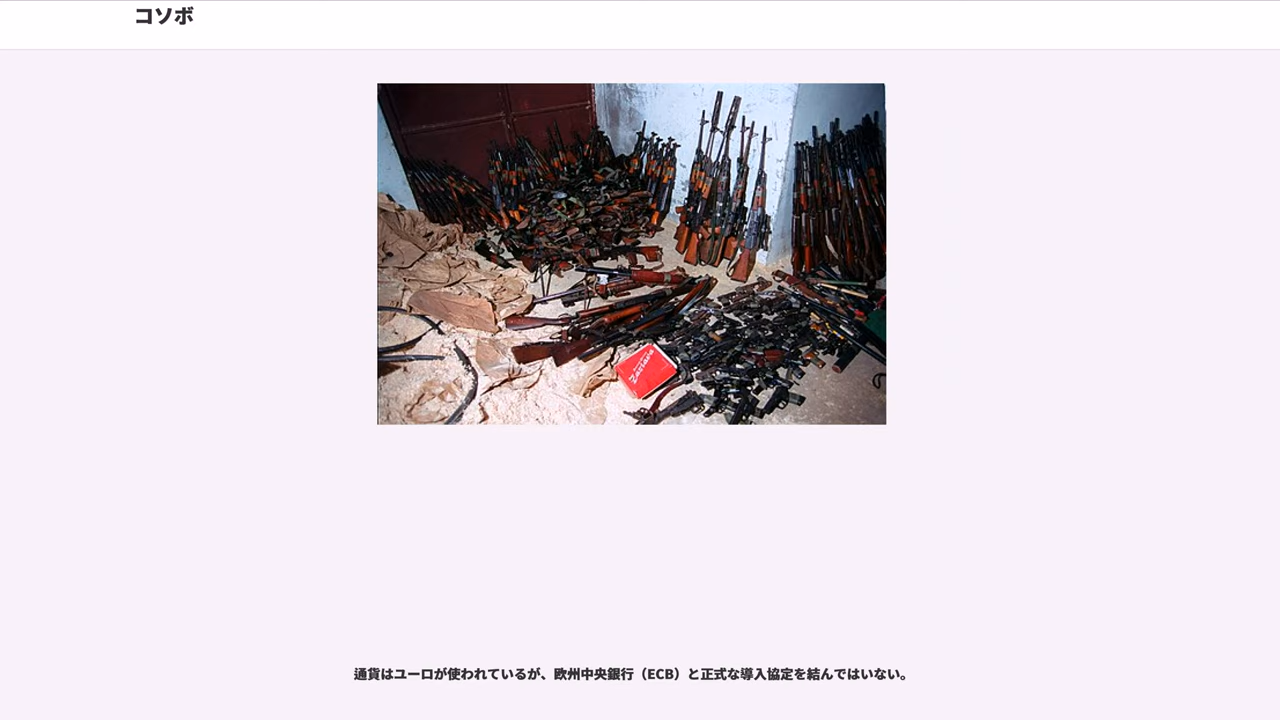 コソボ
Zastava
通貨はユーロが使われているが、欧州中央銀行（ECB）と正式な導入協定を結んではいない。